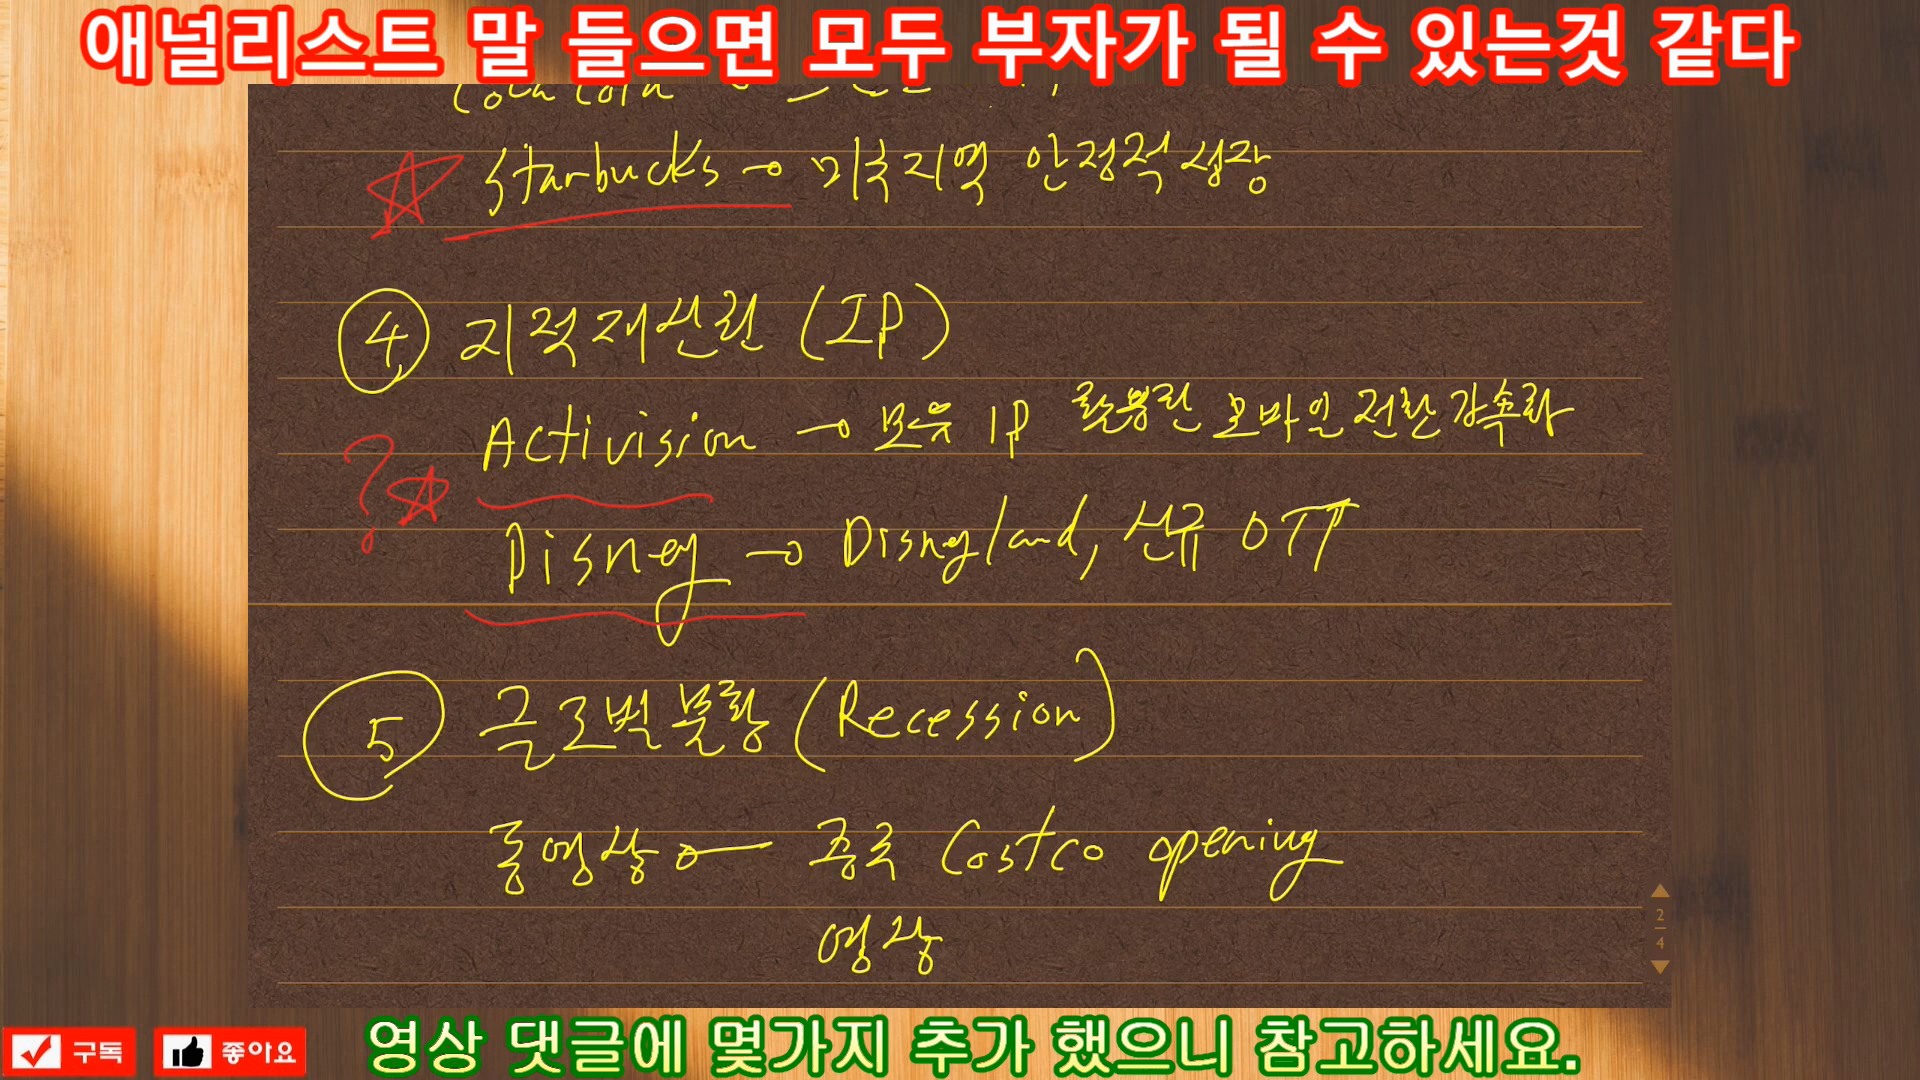 애널리스트 말 들으면 모두 부자가 될 수 있는것 같다
Starbucks → 미국지역 안정적 성장
④ 지적재산권 (IP)
Activision → 보유 IP 활용한 모바일 전환 가속화
? Disney → Disneyland, 신규 OTT
⑤ 글로벌 불황 (Recession)
동영상 ← 중국 Costco opening
영상
2
4
구독
좋아요
영상 댓글에 몇가지 추가 했으니 참고하세요.